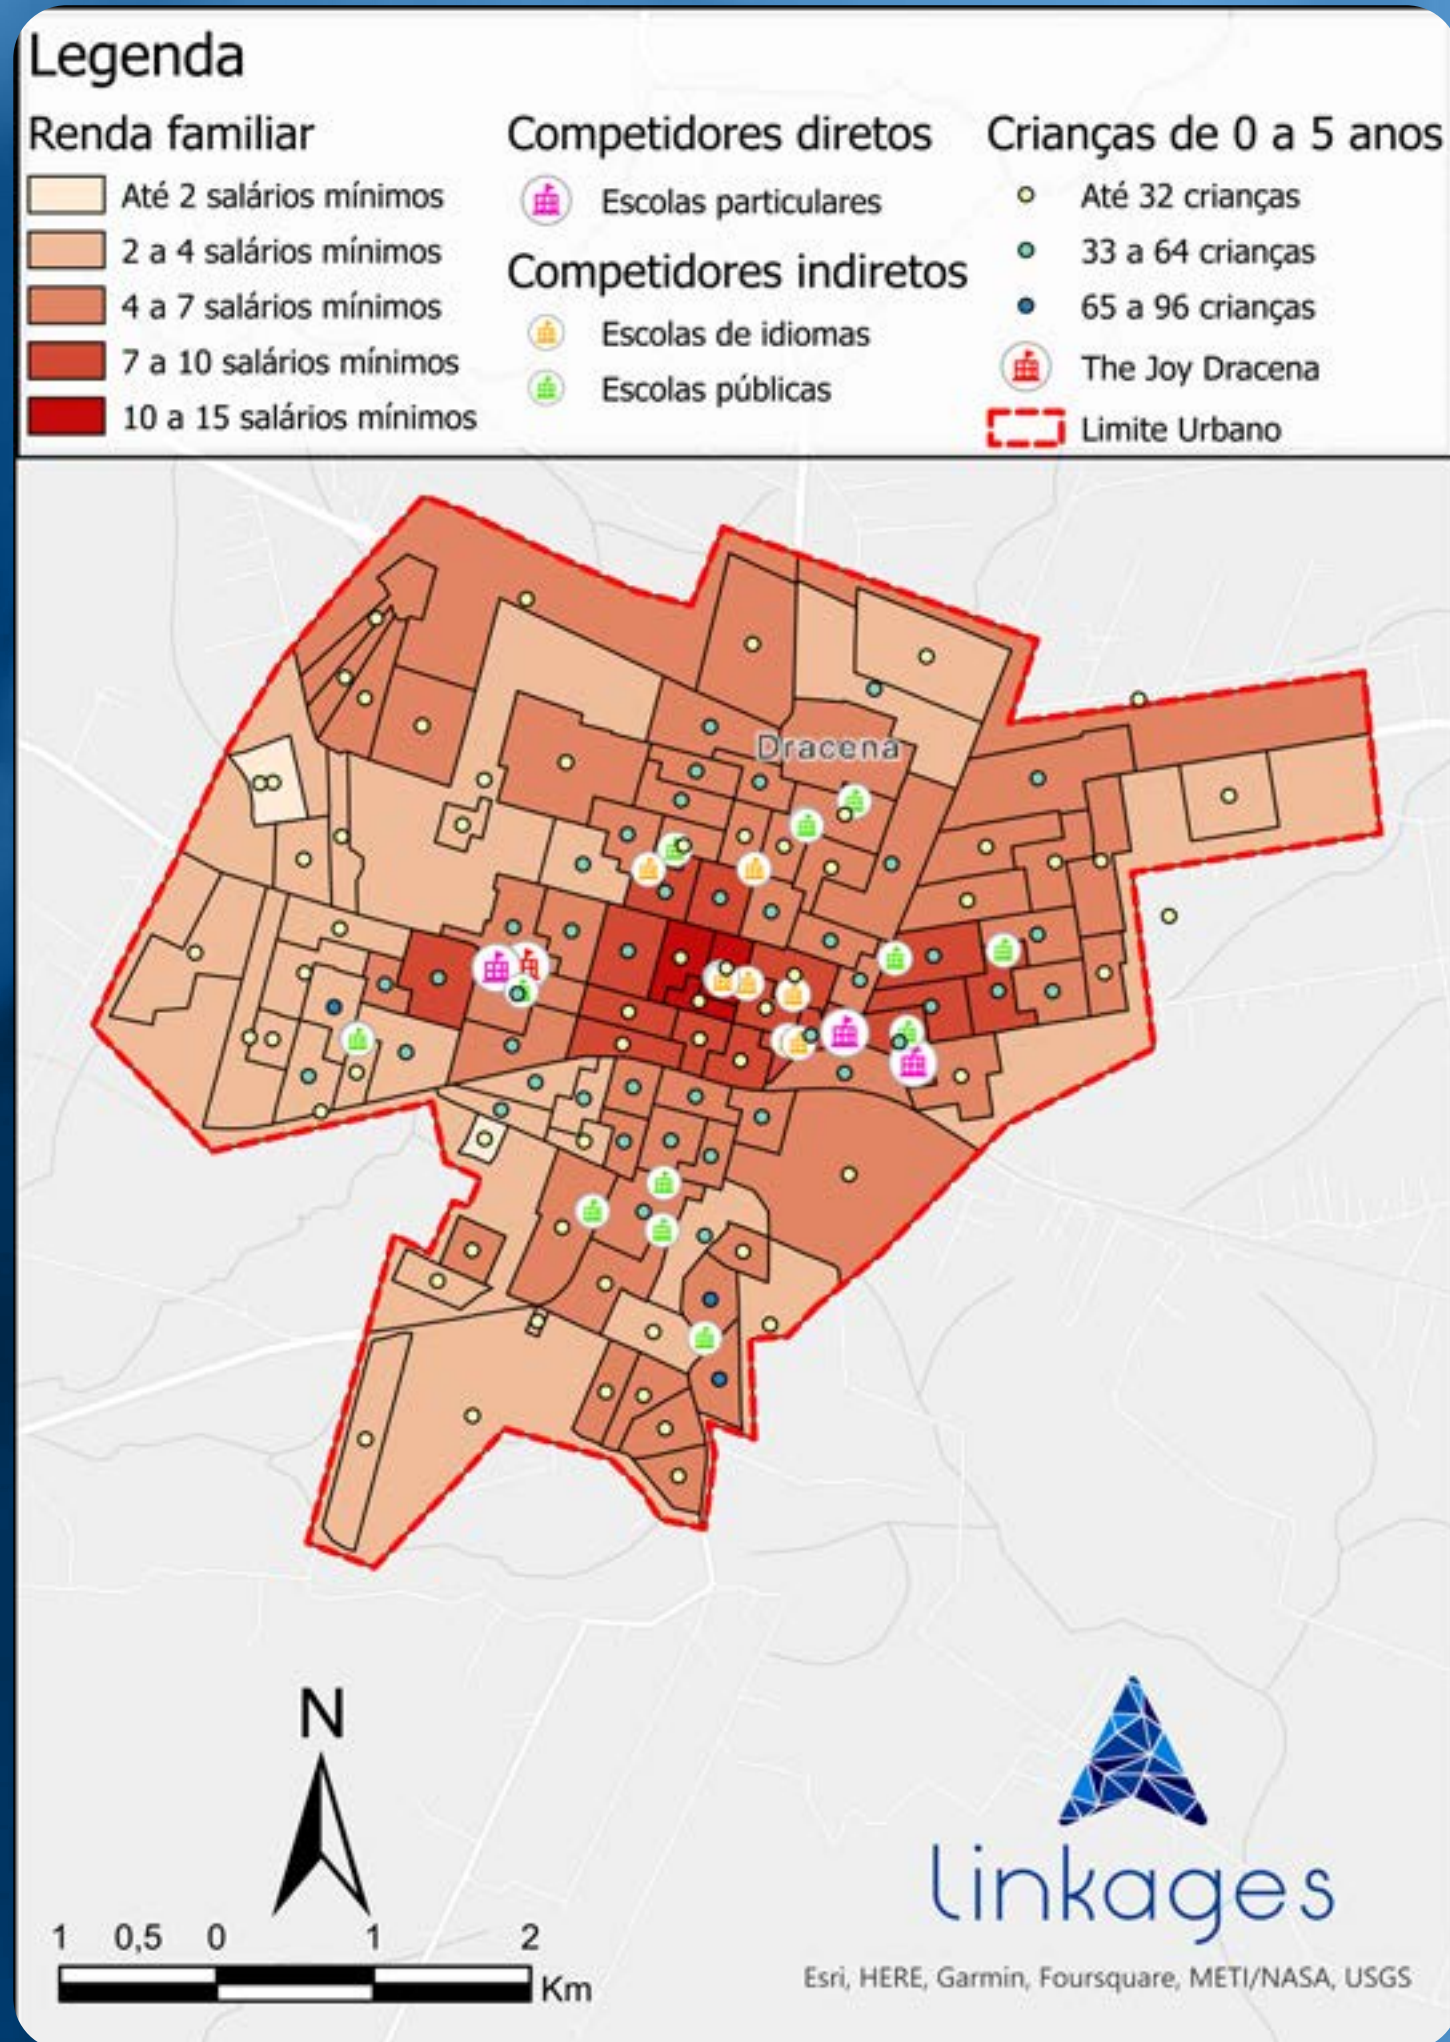 Legenda
Renda familiar
Até 2 salários mínimos
2 a 4 salários mínimos
4 a 7 salários mínimos
7 a 10 salários mínimos
10 a 15 salários mínimos
Competidores diretos
Escolas particulares
Competidores indiretos
Escolas de idiomas
Escolas públicas
Crianças de 0 a 5 anos
Até 32 crianças
33 a 64 crianças
65 a 96 crianças
The Joy Dracena
Limite Urbano
Dracena
N
1 0,5 0 1 2
Km
linkages
Esri, HERE, Garmin, Foursquare, METI/NASA, USGS